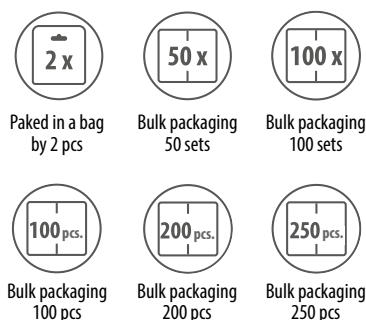 2 x
50 x
100 x
Paked in a bag
by 2 pcs
Bulk packaging
50 sets
Bulk packaging
100 sets
100 pcs.
200 pcs.
250 pcs.
Bulk packaging
100 pcs
Bulk packaging
200 pcs
Bulk packaging
250 pcs